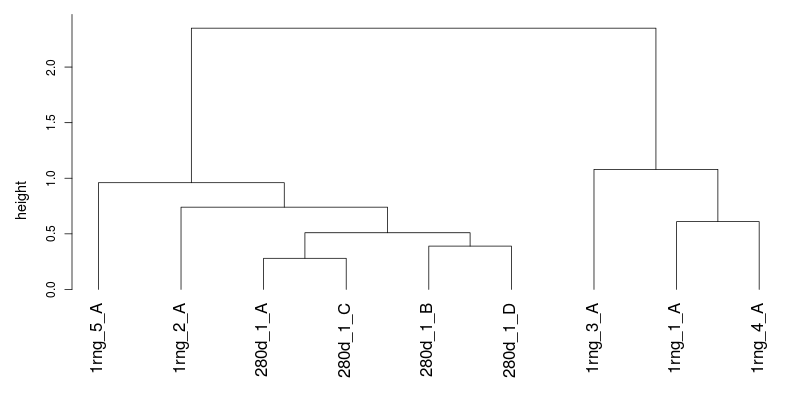 height
2.0
1.5
1.0
0.5
0.0
1rng_5_A
1rng_2_A
280d_1_A
280d_1_C
280d_1_B
280d_1_D
1rng_3_A
1rng_1_A
1rng_4_A